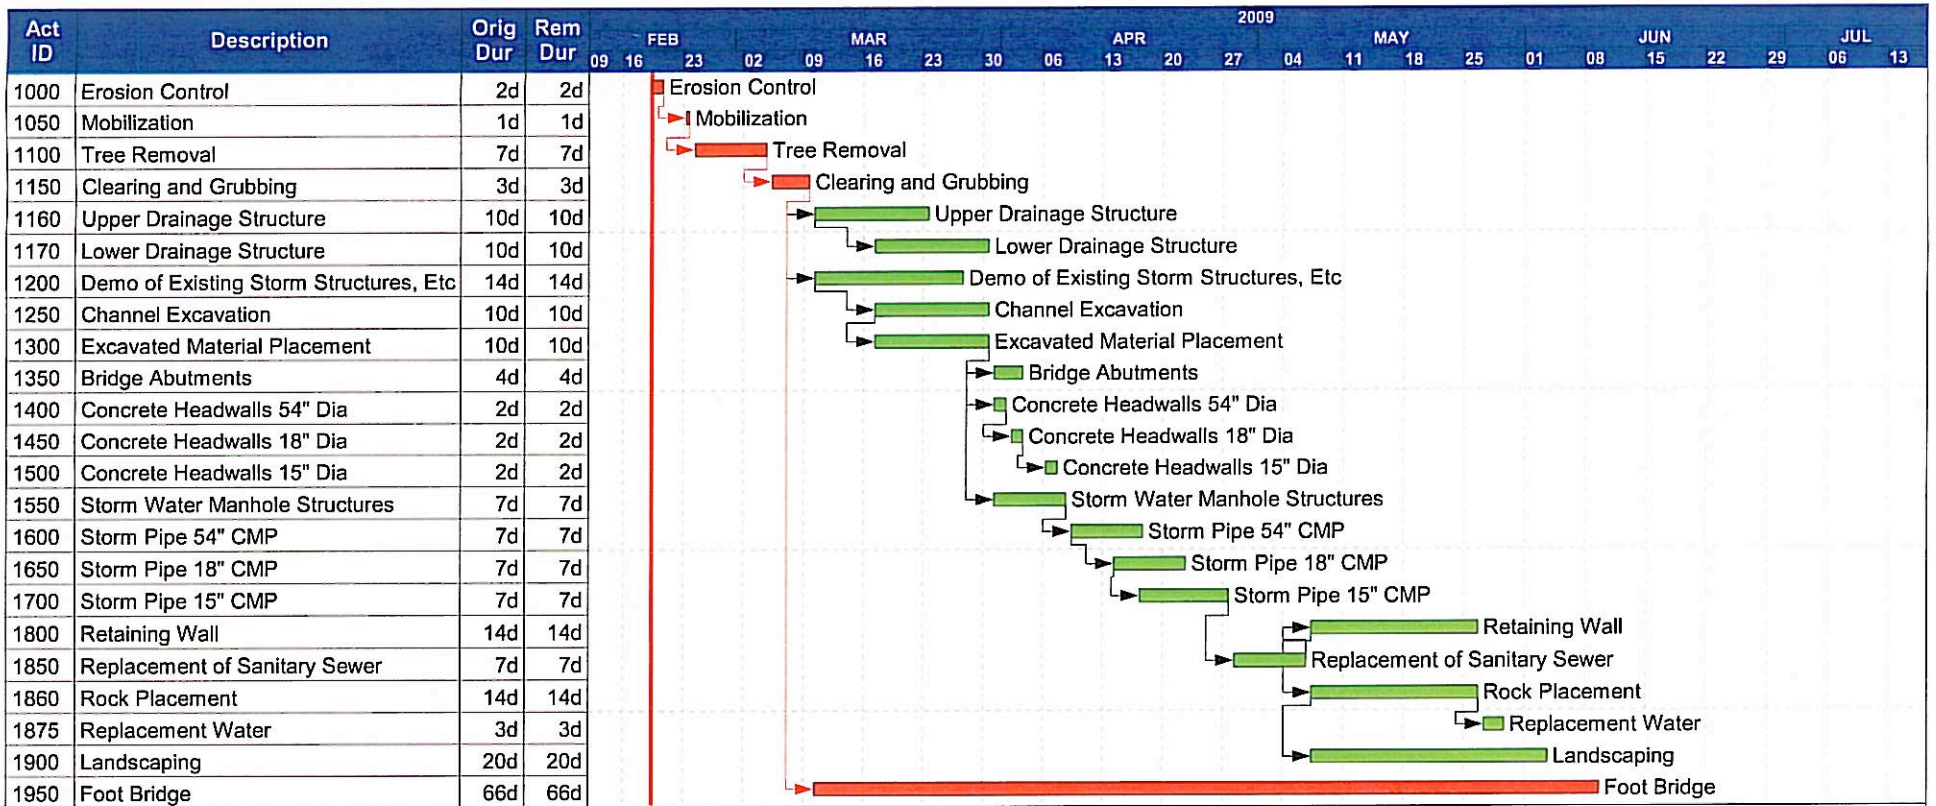 2009
Act ID Description Orig Dur Rem Dur FEB MAR APR MAY JUN JUL
09 16 23 02 09 16 23 30 06 13 20 27 04 11 18 25 01 08 15 22 29 06 13
1000 Erosion Control 2d 2d Erosion Control
1050 Mobilization 1d 1d Mobilization
1100 Tree Removal 7d 7d Tree Removal
1150 Clearing and Grubbing 3d 3d Clearing and Grubbing
1160 Upper Drainage Structure 10d 10d Upper Drainage Structure
1170 Lower Drainage Structure 10d 10d Lower Drainage Structure
1200 Demo of Existing Storm Structures, Etc 14d 14d Demo of Existing Storm Structures, Etc
1250 Channel Excavation 10d 10d Channel Excavation
1300 Excavated Material Placement 10d 10d Excavated Material Placement
1350 Bridge Abutments 4d 4d Bridge Abutments
1400 Concrete Headwalls 54" Dia 2d 2d Concrete Headwalls 54" Dia
1450 Concrete Headwalls 18" Dia 2d 2d Concrete Headwalls 18" Dia
1500 Concrete Headwalls 15" Dia 2d 2d Concrete Headwalls 15" Dia
1550 Storm Water Manhole Structures 7d 7d Storm Water Manhole Structures
1600 Storm Pipe 54" CMP 7d 7d Storm Pipe 54" CMP
1650 Storm Pipe 18" CMP 7d 7d Storm Pipe 18" CMP
1700 Storm Pipe 15" CMP 7d 7d Storm Pipe 15" CMP
1800 Retaining Wall 14d 14d Retaining Wall
1850 Replacement of Sanitary Sewer 7d 7d Replacement of Sanitary Sewer
1860 Rock Placement 14d 14d Rock Placement
1875 Replacement Water 3d 3d Replacement Water
1900 Landscaping 20d 20d Landscaping
1950 Foot Bridge 66d 66d Foot Bridge